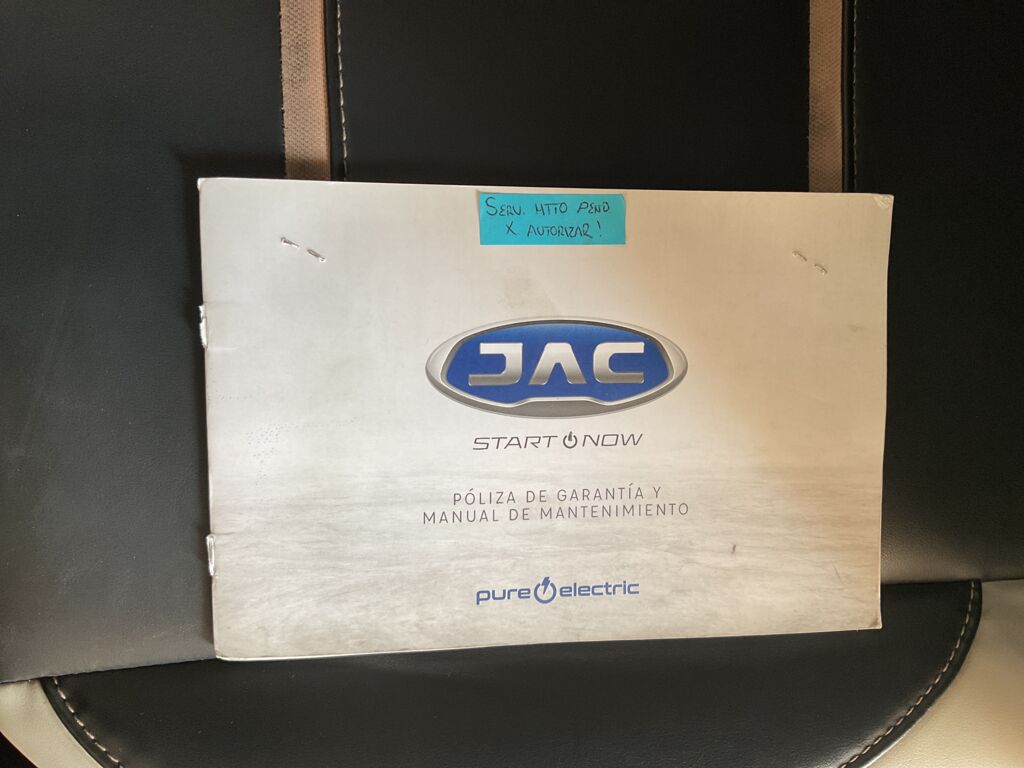 SERV. MTTO PEND.
X AUTORIZAR!
JAC
START NOW
PÓLIZA DE GARANTÍA Y
MANUAL DE MANTENIMIENTO
pure electric